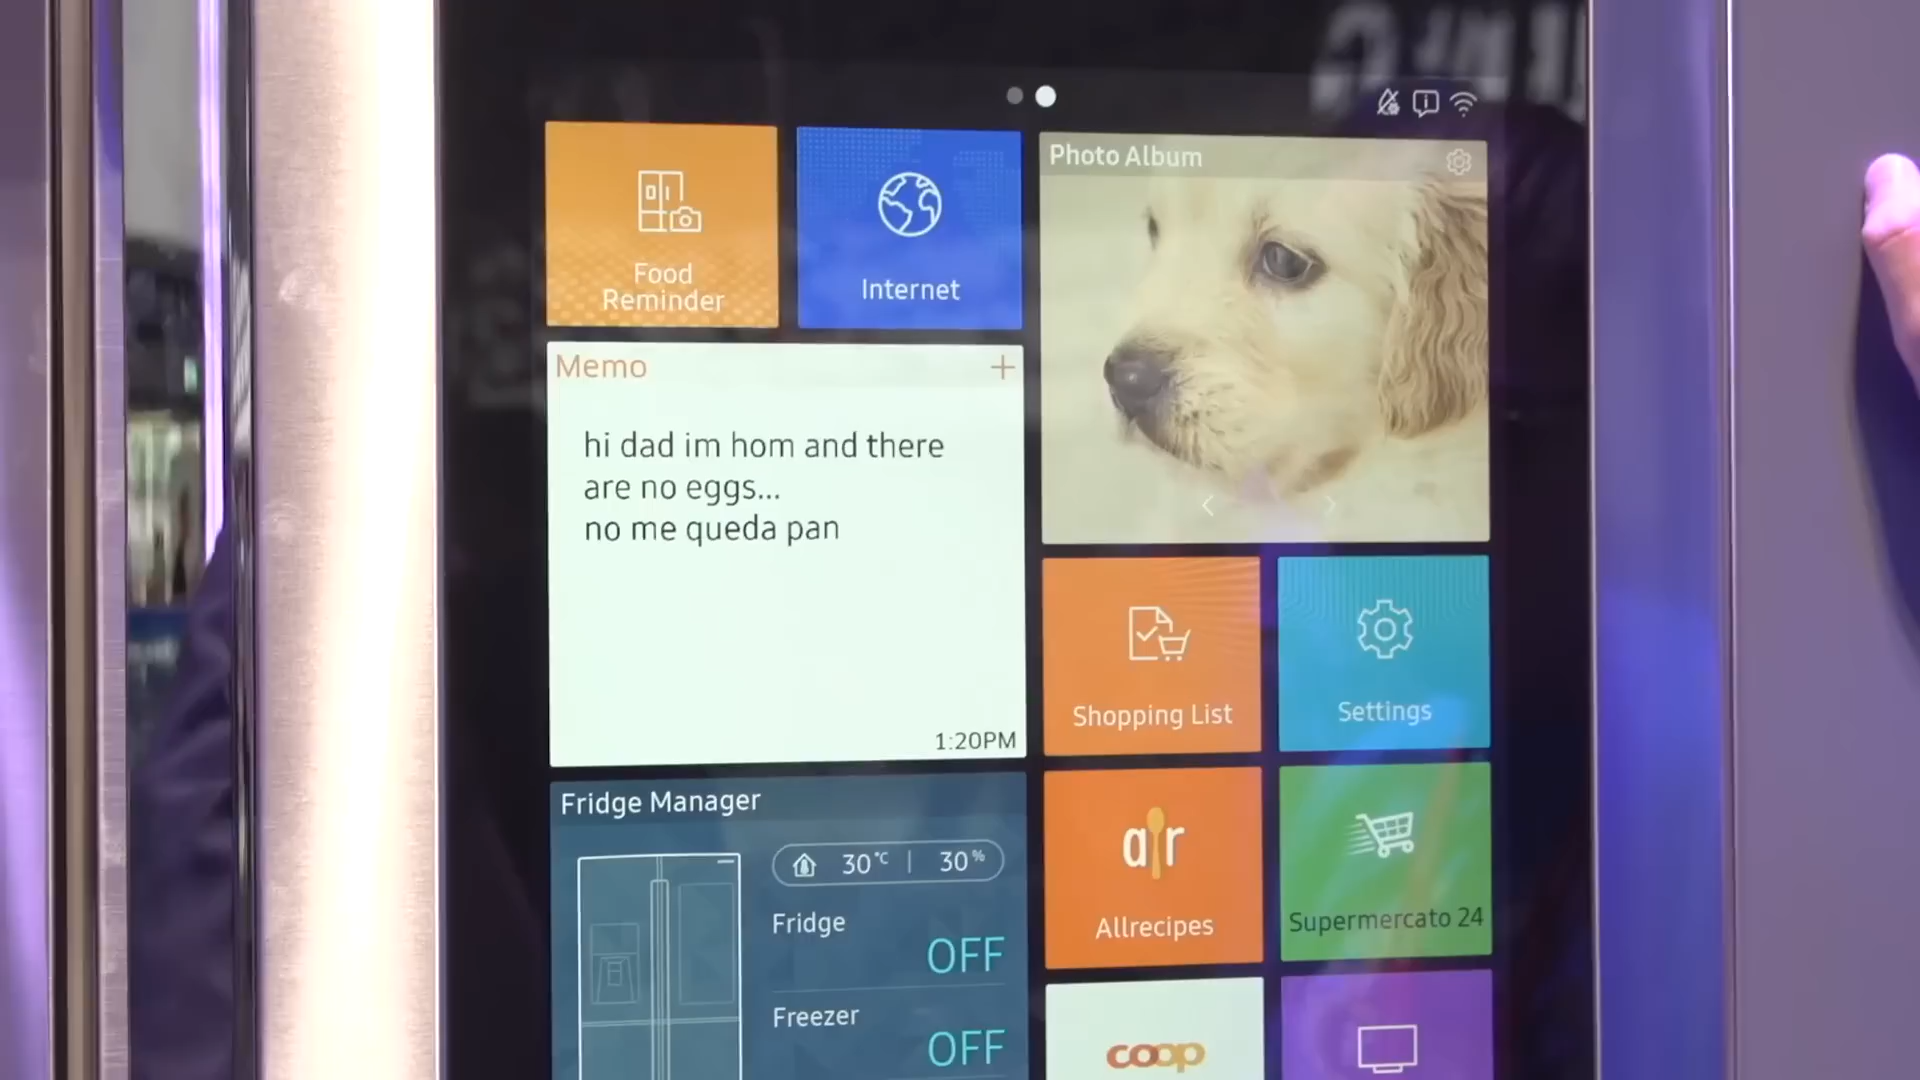 Food
Reminder
Internet
Photo Album
Memo
hi dad im hom and there
are no eggs...
no me queda pan
1:20PM
Shopping List
Settings
Fridge Manager
30°C | 30%
Fridge
OFF
Freezer
OFF
air
Allrecipes
Supermercato 24
coop